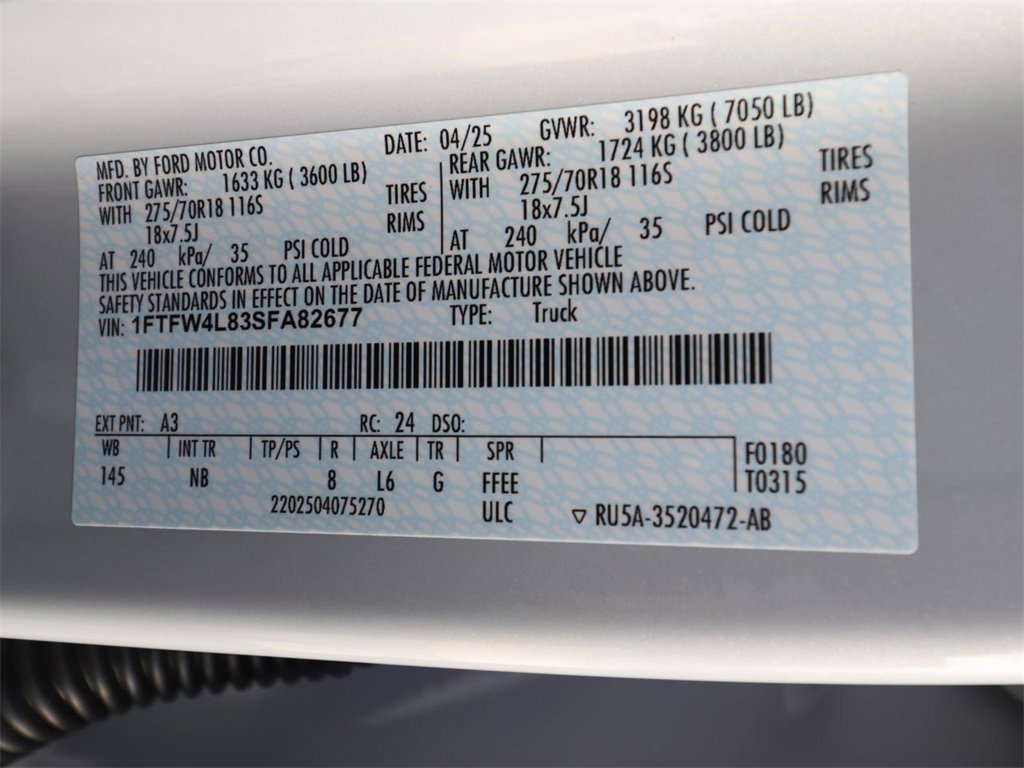 MFD. BY FORD MOTOR CO. DATE: 04/25 GVWR: 3198 KG ( 7050 LB)
FRONT GAWR: 1633 KG ( 3600 LB) REAR GAWR: 1724 KG ( 3800 LB)
WITH 275/70R18 116S TIRES WITH 275/70R18 116S TIRES
18x7.5J RIMS 18x7.5J RIMS
AT 240 kPa/ 35 PSI COLD AT 240 kPa/ 35 PSI COLD
THIS VEHICLE CONFORMS TO ALL APPLICABLE FEDERAL MOTOR VEHICLE
SAFETY STANDARDS IN EFFECT ON THE DATE OF MANUFACTURE SHOWN ABOVE.
VIN: 1FTFW4L83SFA82677 TYPE: Truck
EXT PNT: A3 RC: 24 DSO:
WB INT TR TP/PS R AXLE TR SPR F0180
145 NB 8 L6 G FFEE T0315
2202504075270 ULC ▽ RU5A-3520472-AB